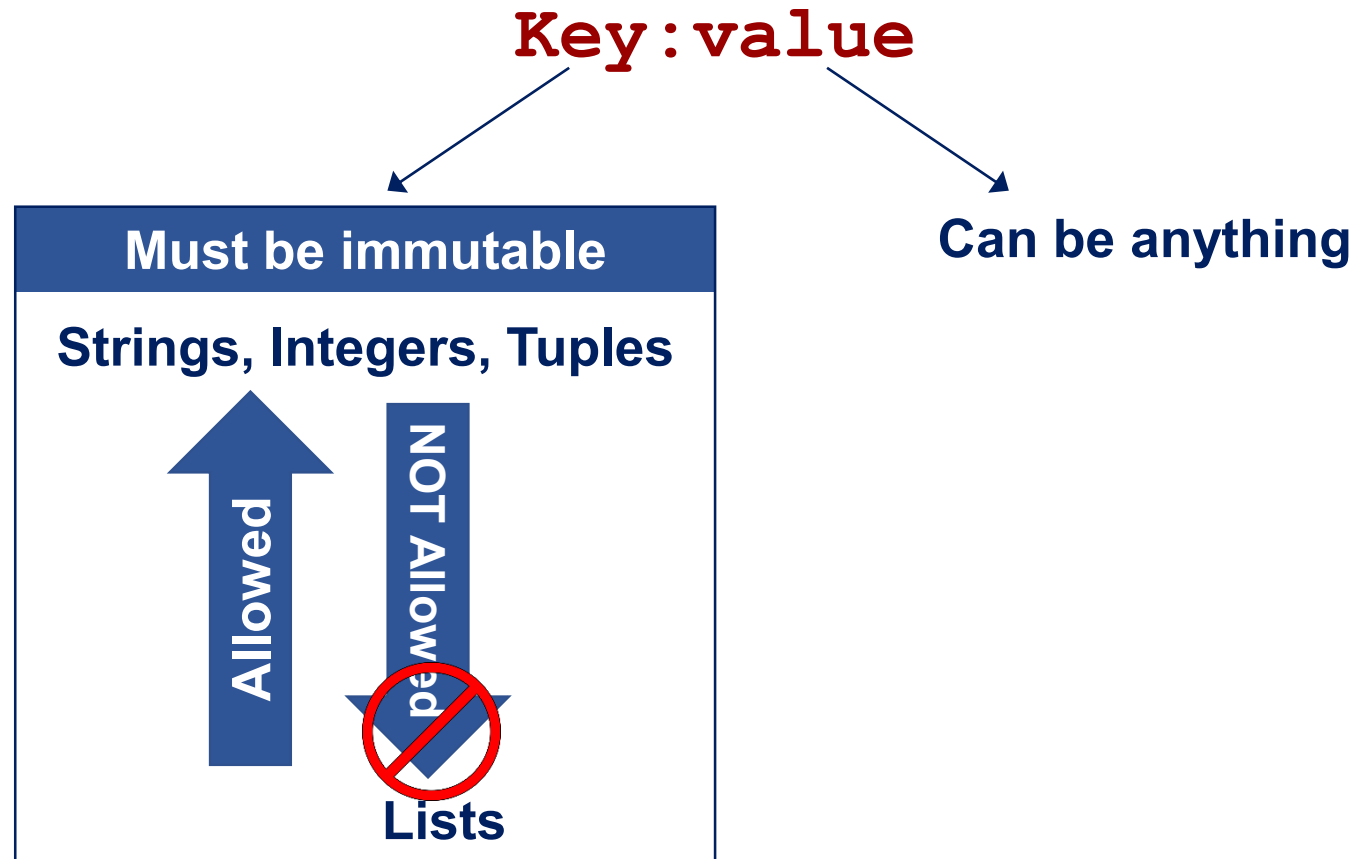 Key:value
Must be immutable
Can be anything
Strings, Integers, Tuples
Allowed
NOT Allowed
Lists